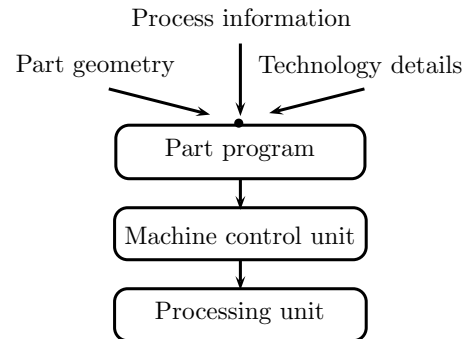 Process information
Part geometry
Technology details
Part program
Machine control unit
Processing unit